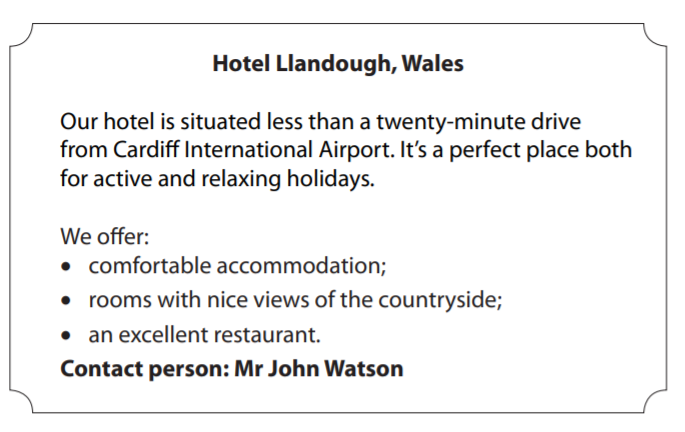 Hotel Llandough, Wales
Our hotel is situated less than a twenty-minute drive
from Cardiff International Airport. It's a perfect place both
for active and relaxing holidays.
We offer:
• comfortable accommodation;
• rooms with nice views of the countryside;
• an excellent restaurant.
Contact person: Mr John Watson